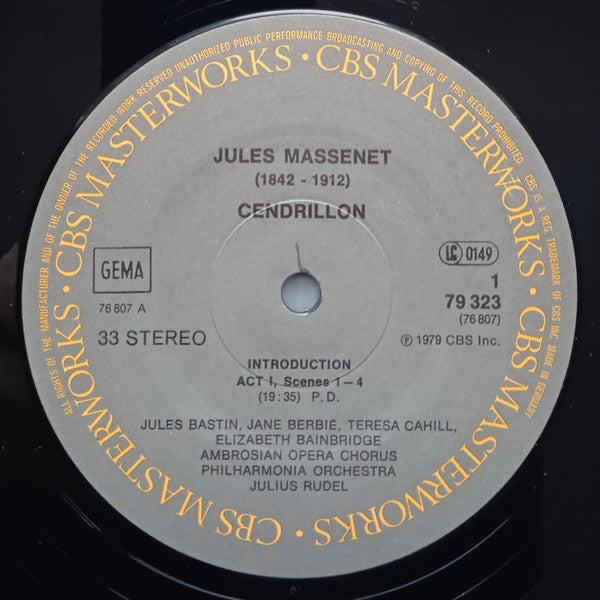 ALL RIGHTS OF THE MANUFACTURER AND OF THE OWNER OF THE RECORDED WORK RESERVED UNAUTHORIZED PUBLIC PERFORMANCE BROADCASTING AND COPYING OF THIS RECORD PROHIBITED CBS IS A REG. TRADEMARK OF CBS INC. MADE IN GERMANY
CBS MASTERWORKS · CBS MASTERWORKS · CBS MASTERWORKS · CBS MASTERWORKS ·
JULES MASSENET
(1842 - 1912)
CENDRILLON
GEMA
LC 0149
76 807 A
1
79 323
(76 807)
33 STEREO
℗ 1979 CBS Inc.
INTRODUCTION
ACT I, Scenes 1 – 4
(19:35) P. D.
JULES BASTIN, JANE BERBIÉ, TERESA CAHILL,
ELIZABETH BAINBRIDGE
AMBROSIAN OPERA CHORUS
PHILHARMONIA ORCHESTRA
JULIUS RUDEL